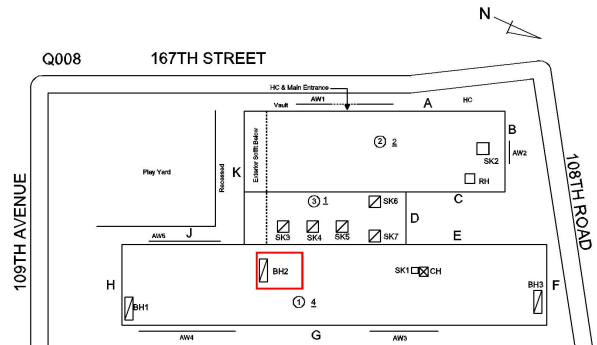 N
Q008 167TH STREET
HC & Main Entrance
Vault AW1 A HC
B
② 2
Exterior Soffit Below
K
Recessed
Play Yard
SK2
AW2
RH
C
③ 1
SK6
D
SK3 SK4 SK5 SK7
J
AW5
E
109TH AVENUE
108TH ROAD
H
BH2
SK1 CH
BH1
BH3
F
① 4
AW4 G AW3